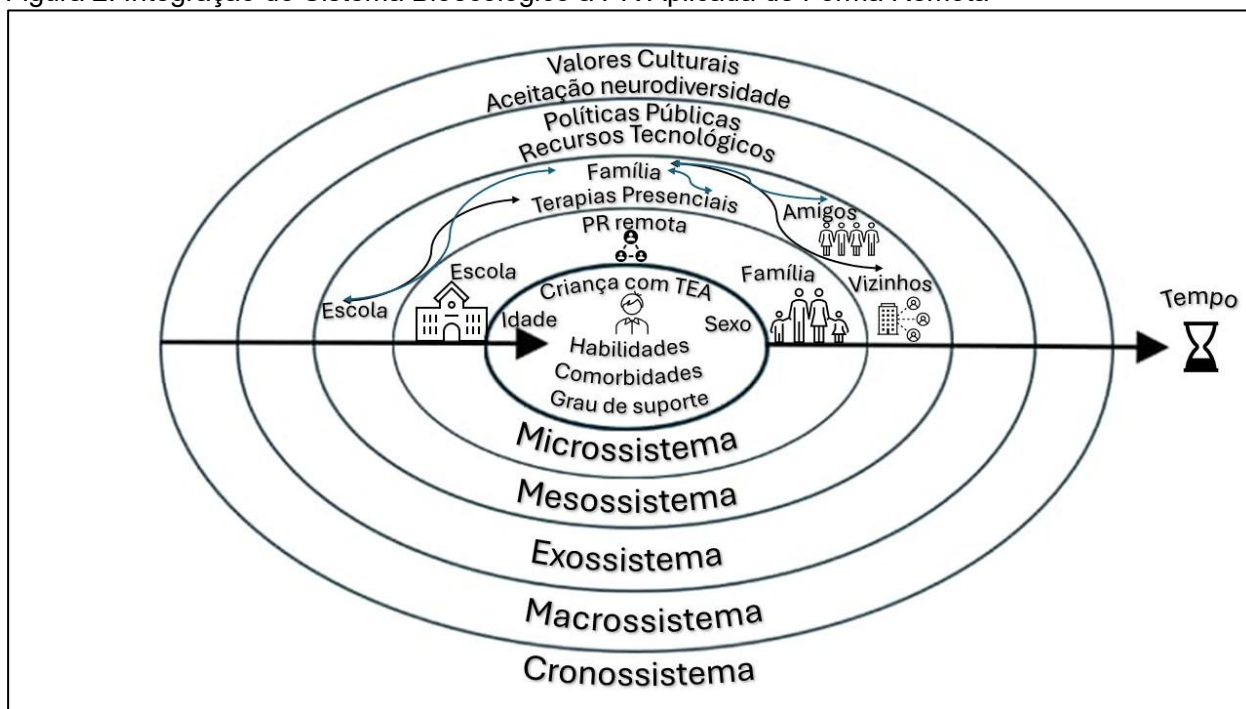 Valores Culturais
Aceitação neurodiversidade
Políticas Públicas
Recursos Tecnológicos
Família
Terapias Presenciais
Amigos
PR remota
Escola
Família
Vizinhos
Escola
Criança com TEA
Idade
Sexo
Tempo
Habilidades
Comorbidades
Grau de suporte
Microssistema
Mesossistema
Exossistema
Macrossistema
Cronossistema